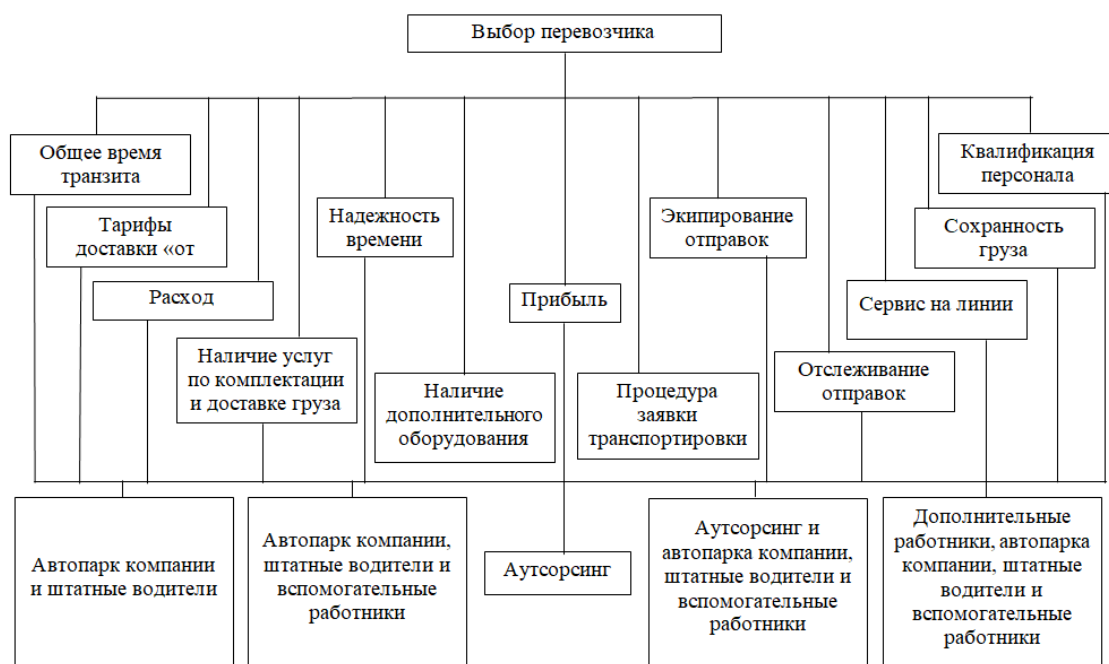 Выбор перевозчика
Общее время
транзита
Квалификация
персонала
Тарифы
доставки «от
Надежность
времени
Экипирование
отправок
Сохранность
груза
Расход
Прибыль
Сервис на линии
Наличие услуг
по комплектации
и доставке груза
Наличие
дополнительного
оборудования
Процедура
заявки
транспортировки
Отслеживание
отправок
Автопарк компании
и штатные водители
Автопарк компании,
штатные водители и
вспомогательные
работники
Аутсорсинг
Аутсорсинг и
автопарка компании,
штатные водители и
вспомогательные
работники
Дополнительные
работники, автопарка
компании, штатные
водители и
вспомогательные
работники